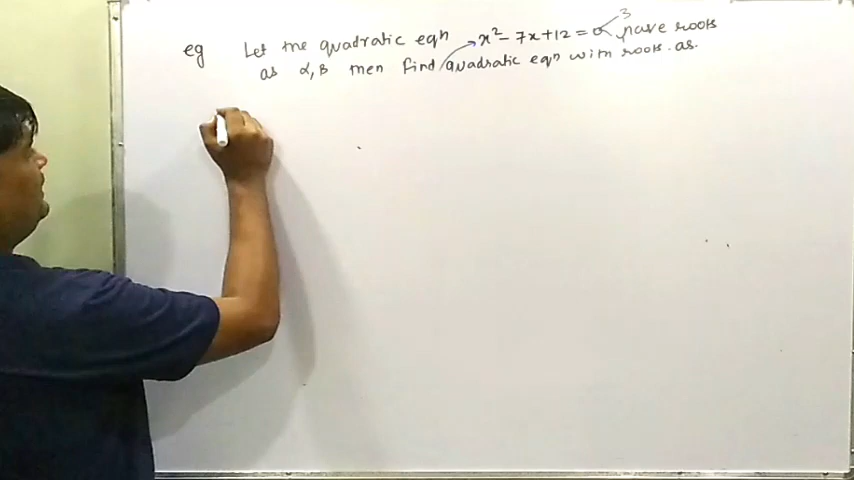 eg Let the quadratic eqn x² - 7x + 12 = 0 have roots
as α, β then find quadratic eqn with roots as